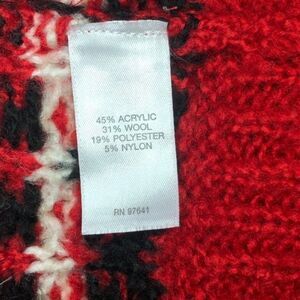 45% ACRYLIC
31% WOOL
19% POLYESTER
5% NYLON
RN 97641